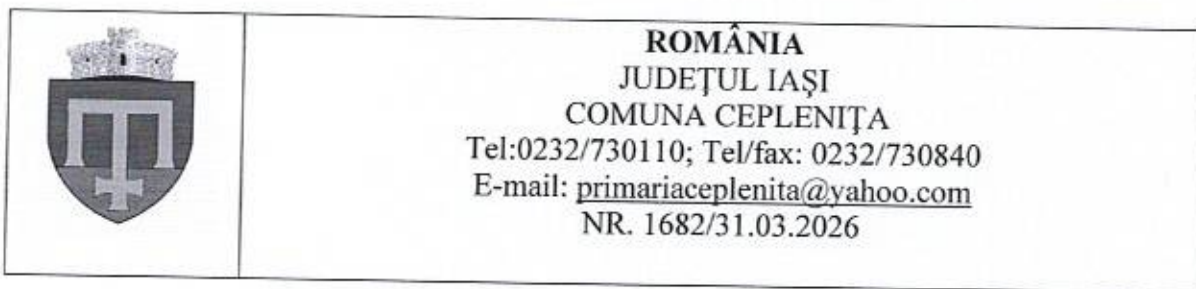 ROMÂNIA
JUDEŢUL IAŞI
COMUNA CEPLENIŢA
Tel:0232/730110; Tel/fax: 0232/730840
E-mail: primariaceplenita@yahoo.com
NR. 1682/31.03.2026